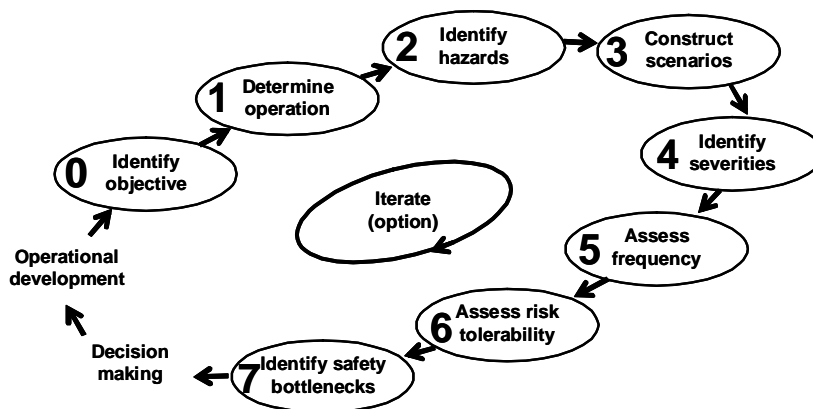 0 Identify
objective
1 Determine
operation
2 Identify
hazards
3 Construct
scenarios
4 Identify
severities
5 Assess
frequency
6 Assess risk
tolerability
7 Identify safety
bottlenecks
Decision
making
Operational
development
Iterate
(option)